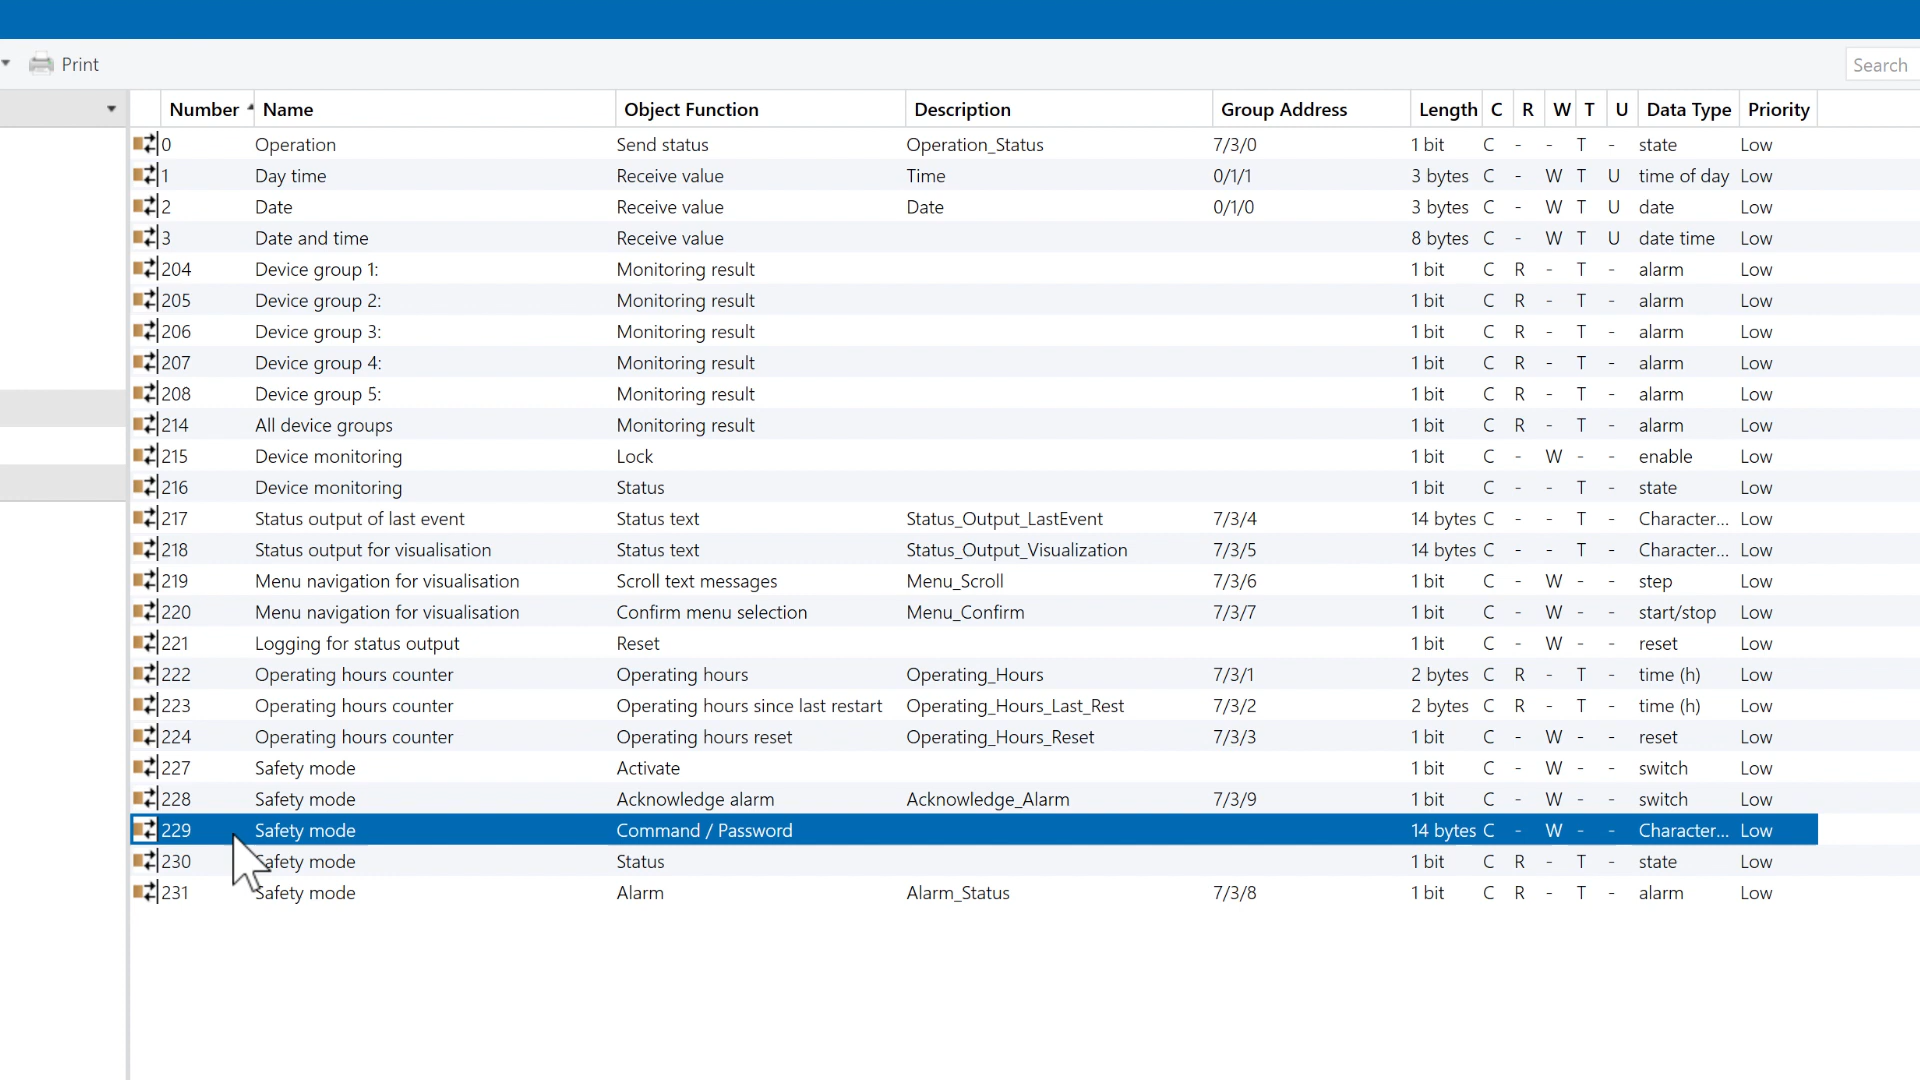 Print
Search
Number Name Object Function Description Group Address Length C R W T U Data Type Priority
0 Operation Send status Operation_Status 7/3/0 1 bit C - - T - state Low
1 Day time Receive value Time 0/1/1 3 bytes C - W T U time of day Low
2 Date Receive value Date 0/1/0 3 bytes C - W T U date Low
3 Date and time Receive value 8 bytes C - W T U date time Low
204 Device group 1: Monitoring result 1 bit C R - T - alarm Low
205 Device group 2: Monitoring result 1 bit C R - T - alarm Low
206 Device group 3: Monitoring result 1 bit C R - T - alarm Low
207 Device group 4: Monitoring result 1 bit C R - T - alarm Low
208 Device group 5: Monitoring result 1 bit C R - T - alarm Low
214 All device groups Monitoring result 1 bit C R - T - alarm Low
215 Device monitoring Lock 1 bit C - W - - enable Low
216 Device monitoring Status 1 bit C - - T - state Low
217 Status output of last event Status text Status_Output_LastEvent 7/3/4 14 bytes C - - T - Character... Low
218 Status output for visualisation Status text Status_Output_Visualization 7/3/5 14 bytes C - - T - Character... Low
219 Menu navigation for visualisation Scroll text messages Menu_Scroll 7/3/6 1 bit C - W - - step Low
220 Menu navigation for visualisation Confirm menu selection Menu_Confirm 7/3/7 1 bit C - W - - start/stop Low
221 Logging for status output Reset 1 bit C - W - - reset Low
222 Operating hours counter Operating hours Operating_Hours 7/3/1 2 bytes C R - T - time (h) Low
223 Operating hours counter Operating hours since last restart Operating_Hours_Last_Rest 7/3/2 2 bytes C R - T - time (h) Low
224 Operating hours counter Operating hours reset Operating_Hours_Reset 7/3/3 1 bit C - W - - reset Low
227 Safety mode Activate 1 bit C - W - - switch Low
228 Safety mode Acknowledge alarm Acknowledge_Alarm 7/3/9 1 bit C - W - - switch Low
229 Safety mode Command / Password 14 bytes C - W - - Character... Low
230 Safety mode Status 1 bit C R - T - state Low
231 Safety mode Alarm Alarm_Status 7/3/8 1 bit C R - T - alarm Low